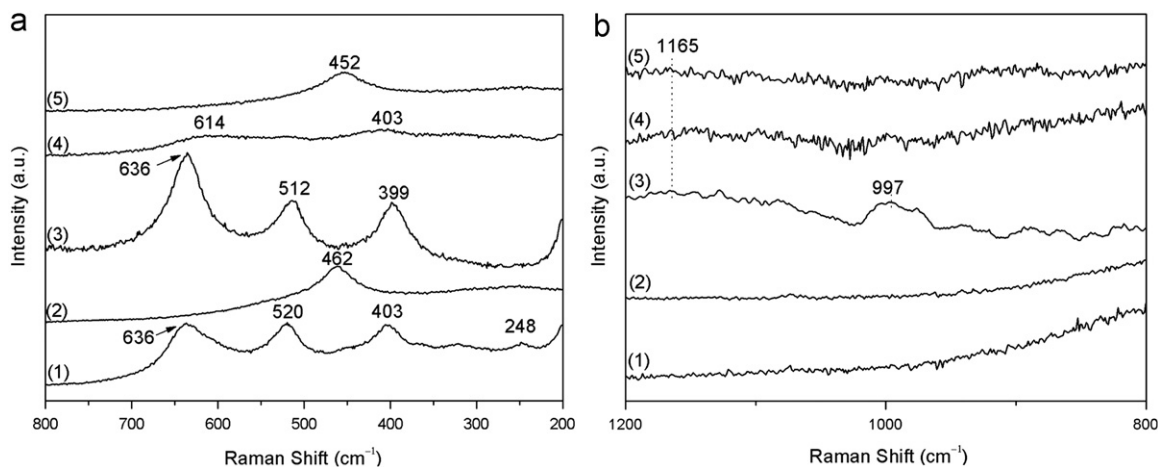 a
452
(5)
614
403
(4)
636
512
399
(3)
462
(2)
636
520
403
248
(1)
800 700 600 500 400 300 200
Raman Shift (cm⁻¹)
Intensity (a.u.)
b
1165
(5)
(4)
997
(3)
(2)
(1)
1200 1000 800
Raman Shift (cm⁻¹)
Intensity (a.u.)